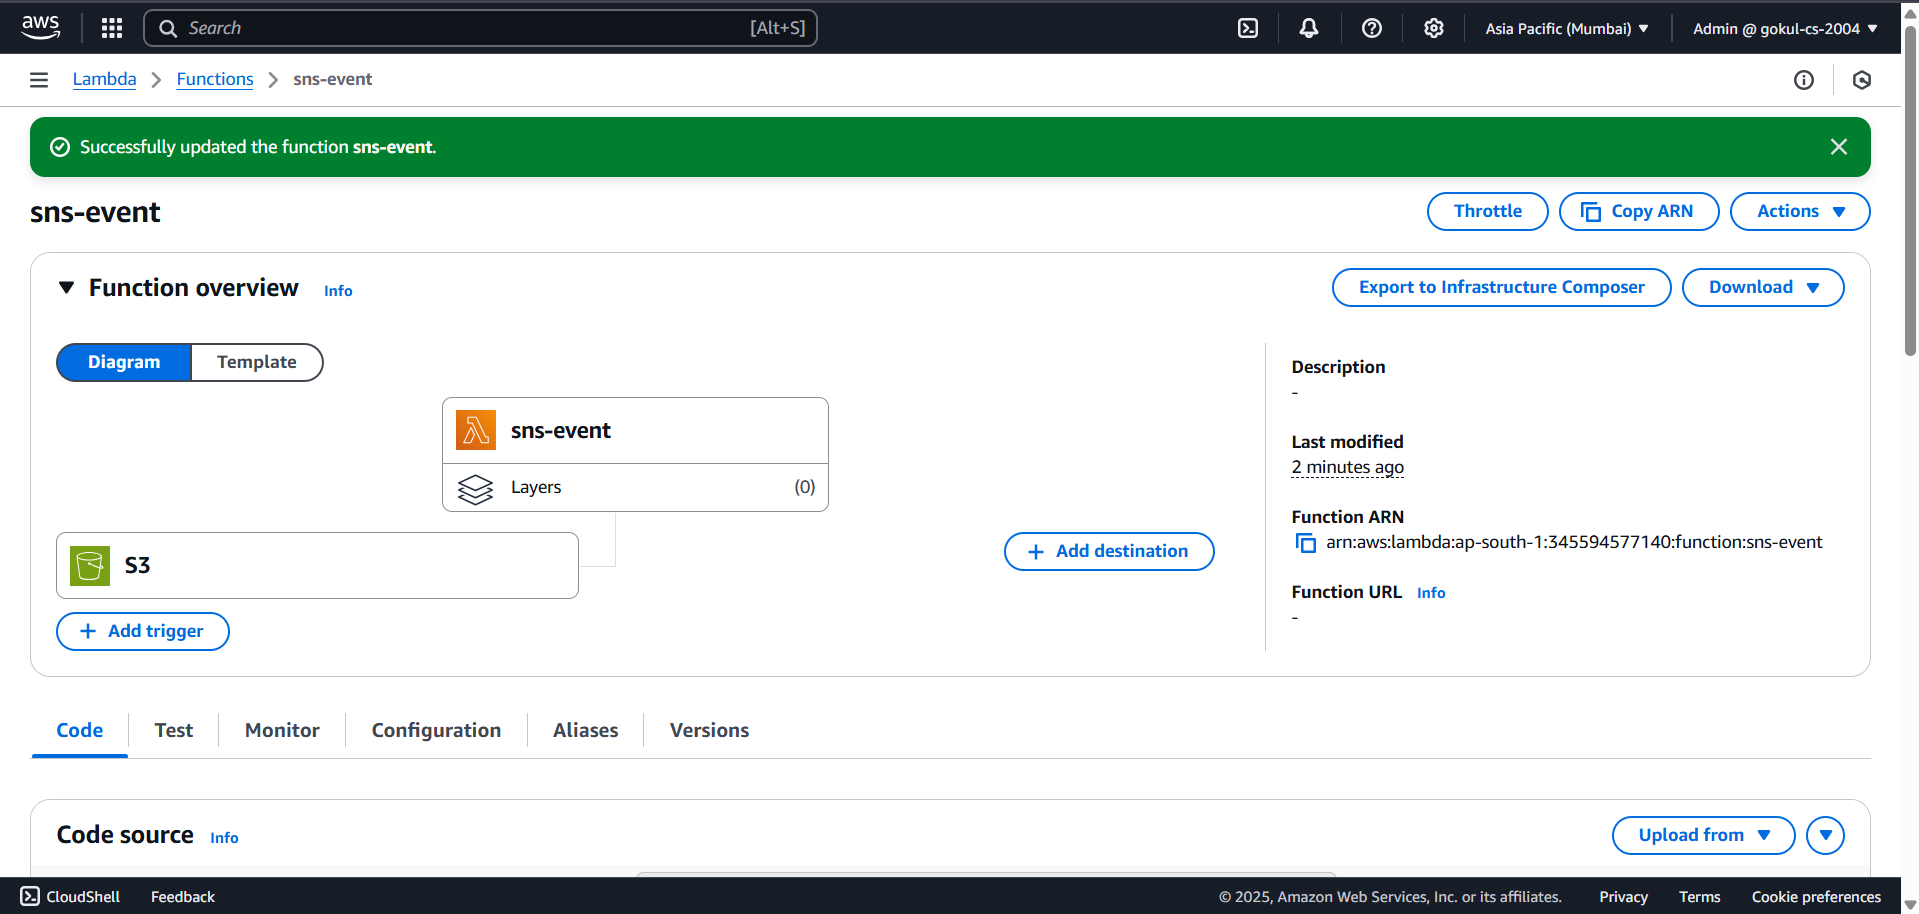 aws
Search [Alt+S]
Asia Pacific (Mumbai)
Admin @ gokul-cs-2004
Lambda
Functions
sns-event
Successfully updated the function sns-event.
sns-event
Throttle
Copy ARN
Actions
Function overview Info
Export to Infrastructure Composer
Download
Diagram
Template
sns-event
Layers (0)
S3
Add destination
Add trigger
Description
-
Last modified
2 minutes ago
Function ARN
arn:aws:lambda:ap-south-1:345594577140:function:sns-event
Function URL Info
-
Code
Test
Monitor
Configuration
Aliases
Versions
Code source Info
Upload from
CloudShell
Feedback
© 2025, Amazon Web Services, Inc. or its affiliates.
Privacy
Terms
Cookie preferences